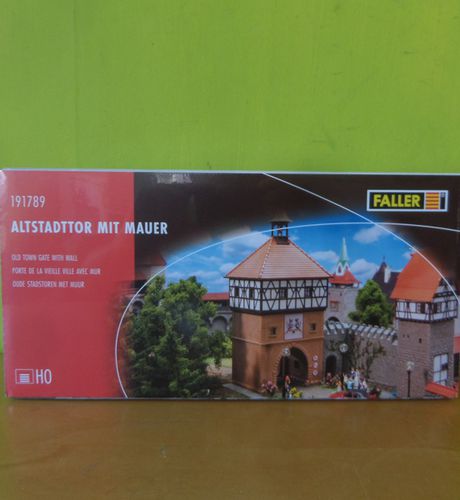 191789
ALTSTADTTOR MIT MAUER
OLD TOWN GATE WITH WALL
PORTE DE LA VIEILLE VILLE AVEC MUR
OUDE STADSTOREN MET MUUR
H0
FALLER